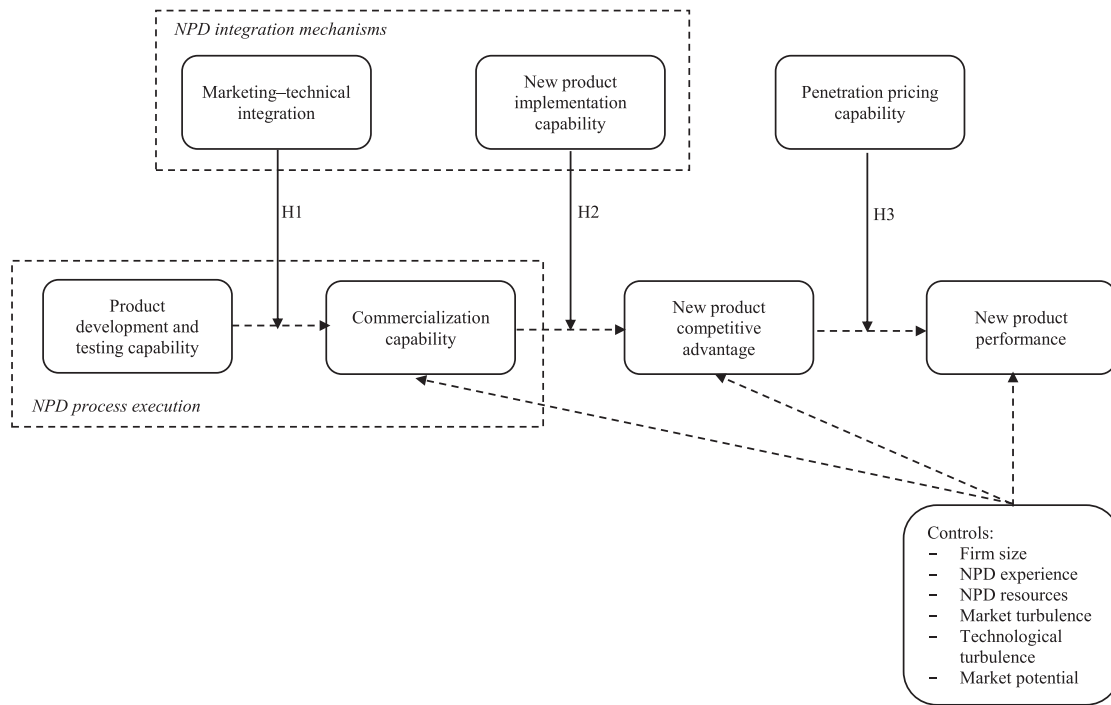 NPD integration mechanisms
Marketing–technical
integration
New product
implementation
capability
Penetration pricing
capability
H1
H2
H3
Product
development and
testing capability
Commercialization
capability
New product
competitive
advantage
New product
performance
NPD process execution
Controls:
– Firm size
– NPD experience
– NPD resources
– Market turbulence
– Technological
turbulence
– Market potential